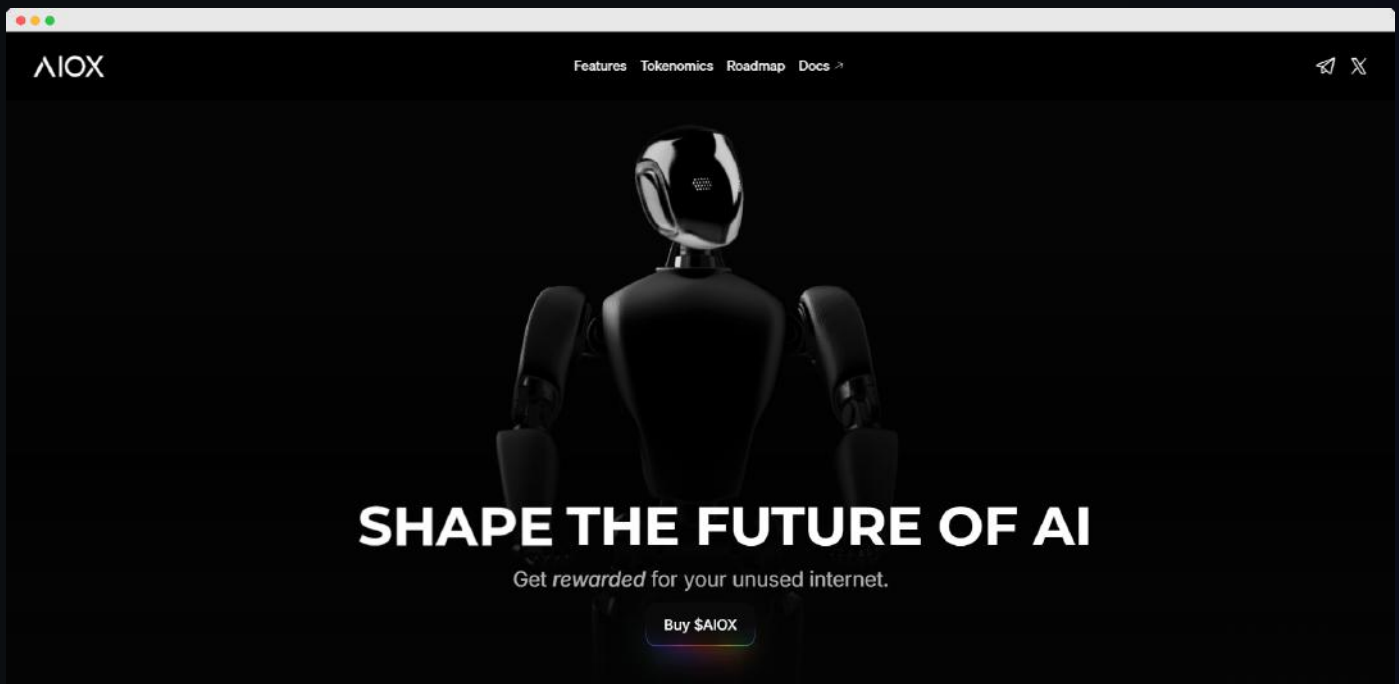 AIOX
Features Tokenomics Roadmap Docs ↗
SHAPE THE FUTURE OF AI
Get rewarded for your unused internet.
Buy $AIOX